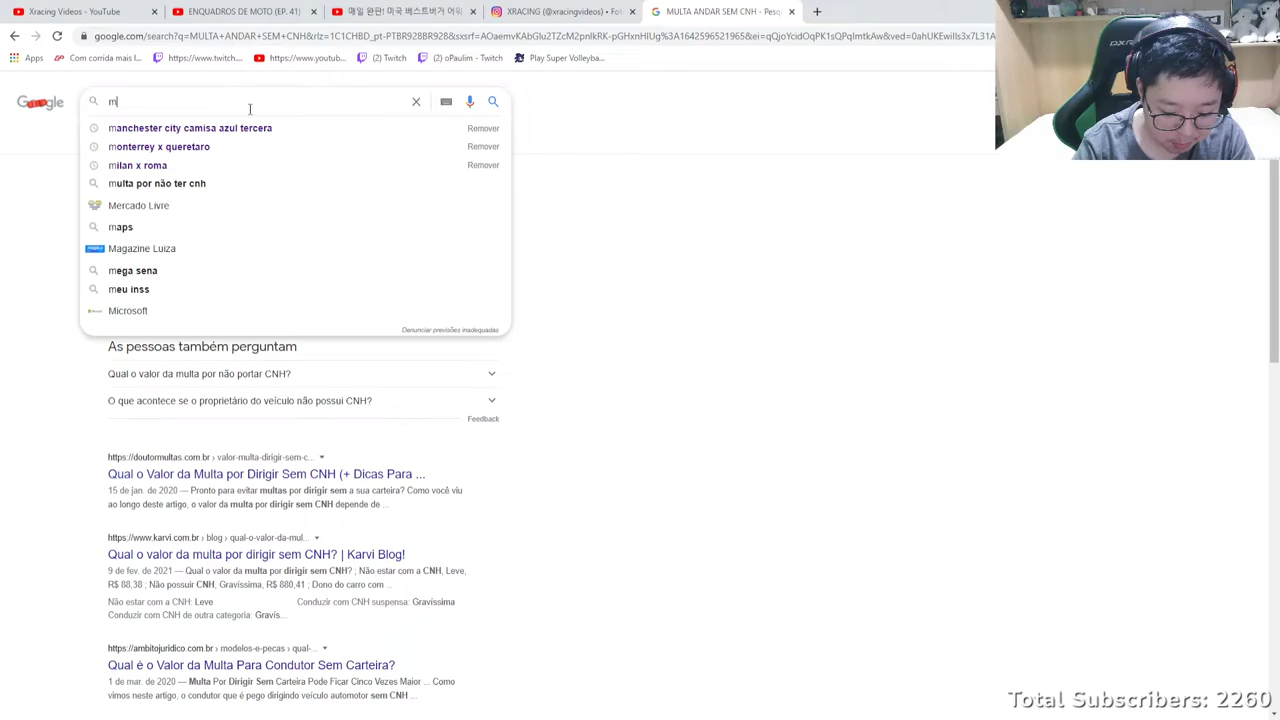 Xracing Videos - YouTube
ENQUADROS DE MOTO (EP. 41)
매일 완판! 미국 베스트버거 어워
XRACING (@xracingvideos) • Fot
MULTA ANDAR SEM CNH - Pesq
Apps
Com corrida mais l...
https://www.twitch....
https://www.youtub...
(2) Twitch
(2) oPaulim - Twitch
Play Super Volleyba...
Google
m
manchester city camisa azul tercera
Remover
monterrey x queretaro
Remover
milan x roma
Remover
multa por não ter cnh
Mercado Livre
maps
Magazine Luiza
mega sena
meu inss
Microsoft
Denunciar previsões inadequadas
As pessoas também perguntam
Qual o valor da multa por não portar CNH?
O que acontece se o proprietário do veículo não possui CNH?
Feedback
https://doutormultas.com.br › valor-multa-dirigir-sem-c...
Qual o Valor da Multa por Dirigir Sem CNH (+ Dicas Para ...
15 de jan. de 2020 — Pronto para evitar multas por dirigir sem a sua carteira? Como você viu
ao longo deste artigo, o valor da multa por dirigir sem CNH depende de ...
https://www.karvi.com.br › blog › qual-o-valor-da-mul...
Qual o valor da multa por dirigir sem CNH? | Karvi Blog!
9 de fev. de 2021 — Qual o valor da multa por dirigir sem CNH? ; Não estar com a CNH, Leve,
R$ 88,38 ; Não possuir CNH, Gravíssima, R$ 880,41 ; Dono do carro com ...
Não estar com a CNH: Leve
Conduzir com CNH suspensa: Gravíssima
Conduzir com CNH de outra categoria: Gravís...
https://ambitojuridico.com.br › modelos-e-pecas › qual-...
Qual é o Valor da Multa Para Condutor Sem Carteira?
1 de mar. de 2020 — Multa Por Dirigir Sem Carteira Pode Ficar Cinco Vezes Maior ... Como
vimos neste artigo, o condutor que é pego dirigindo veículo automotor sem CNH ...
Total Subscribers: 2260